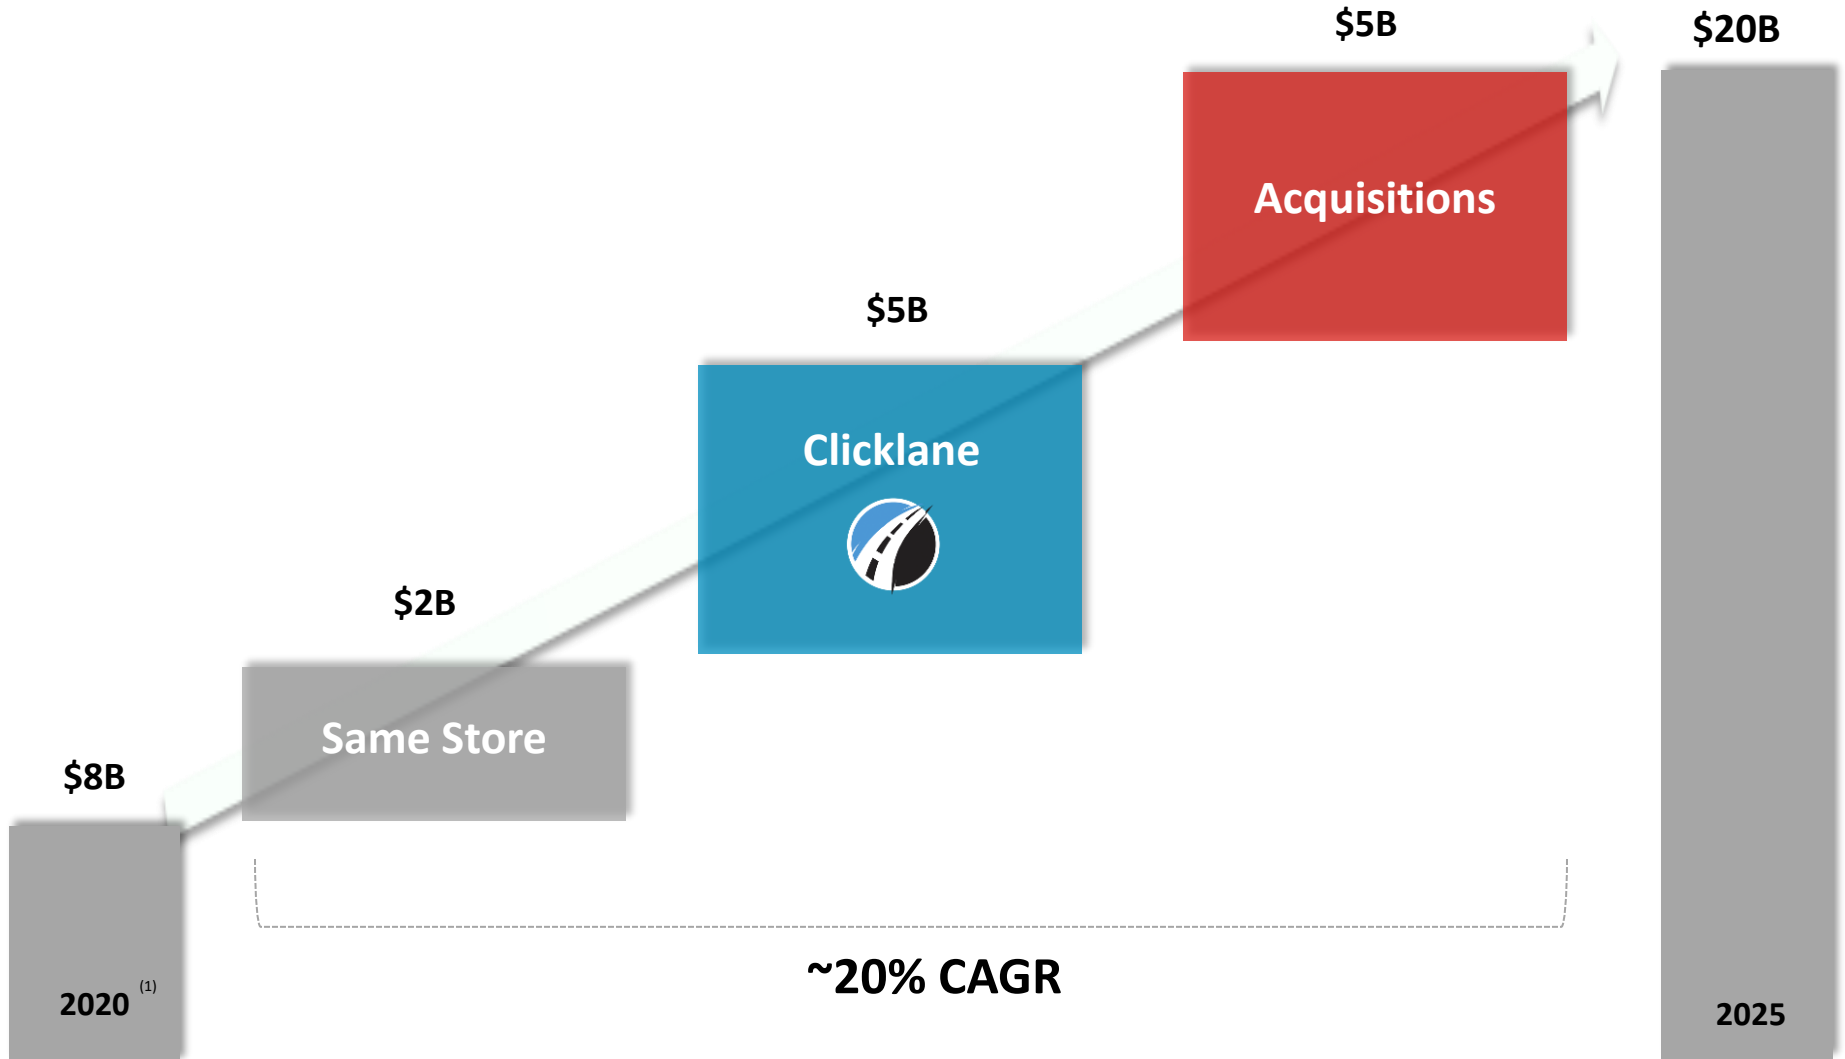 $8B
2020 (1)
$2B
Same Store
$5B
Clicklane
$5B
Acquisitions
$20B
2025
~20% CAGR